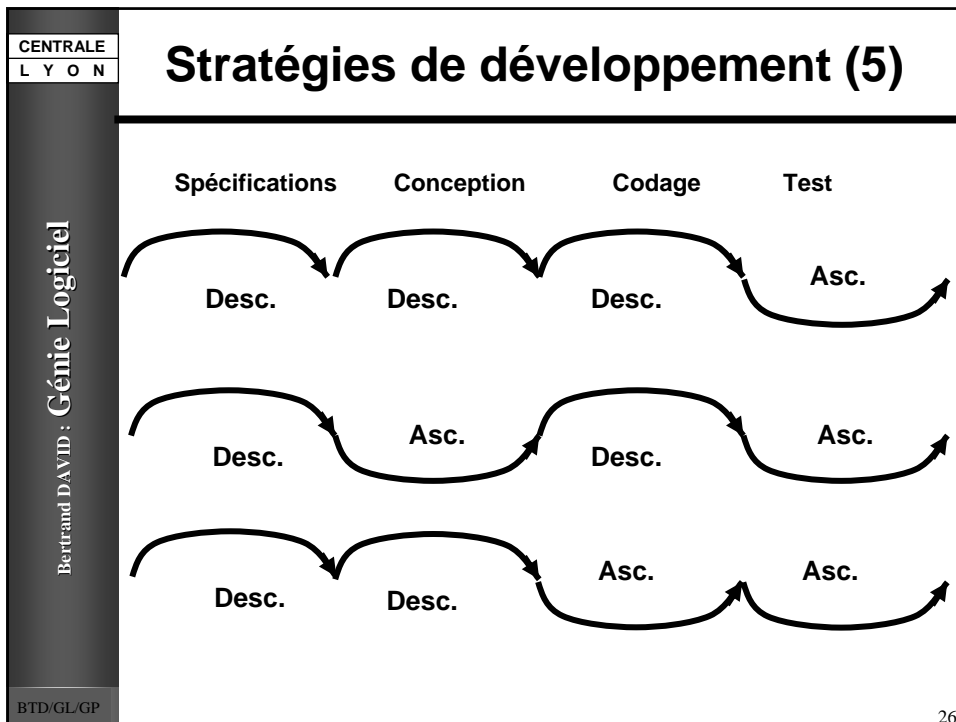 CENTRALE
L Y O N
Stratégies de développement (5)
Spécifications Conception Codage Test
Desc. Desc. Desc. Asc.
Desc. Asc. Desc. Asc.
Desc. Desc. Asc. Asc.
Bertrand DAVID : Génie Logiciel
BTD/GL/GP
26